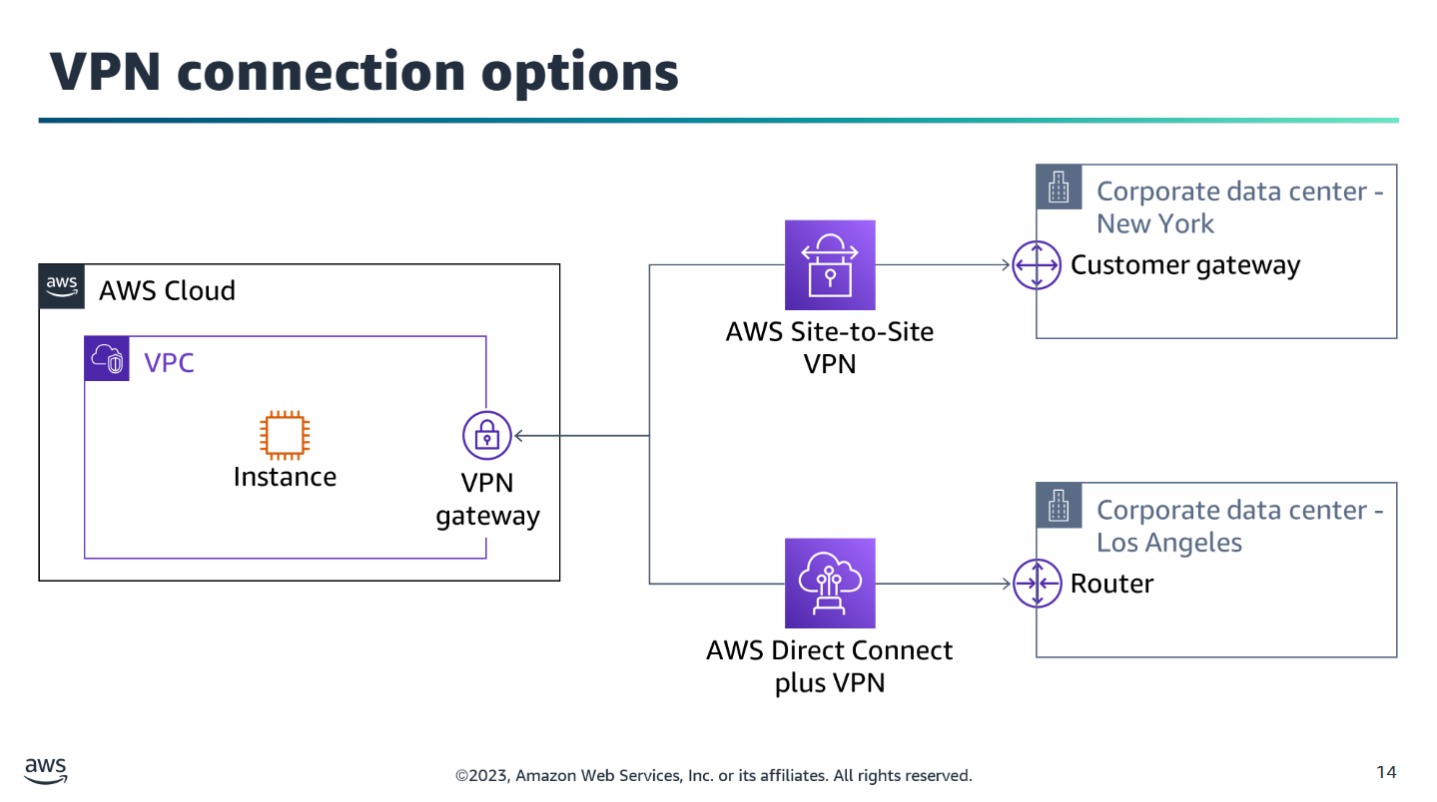 VPN connection options
aws
AWS Cloud
VPC
Instance
VPN
gateway
AWS Site-to-Site
VPN
Corporate data center -
New York
Customer gateway
AWS Direct Connect
plus VPN
Corporate data center -
Los Angeles
Router
aws
©2023, Amazon Web Services, Inc. or its affiliates. All rights reserved.
14